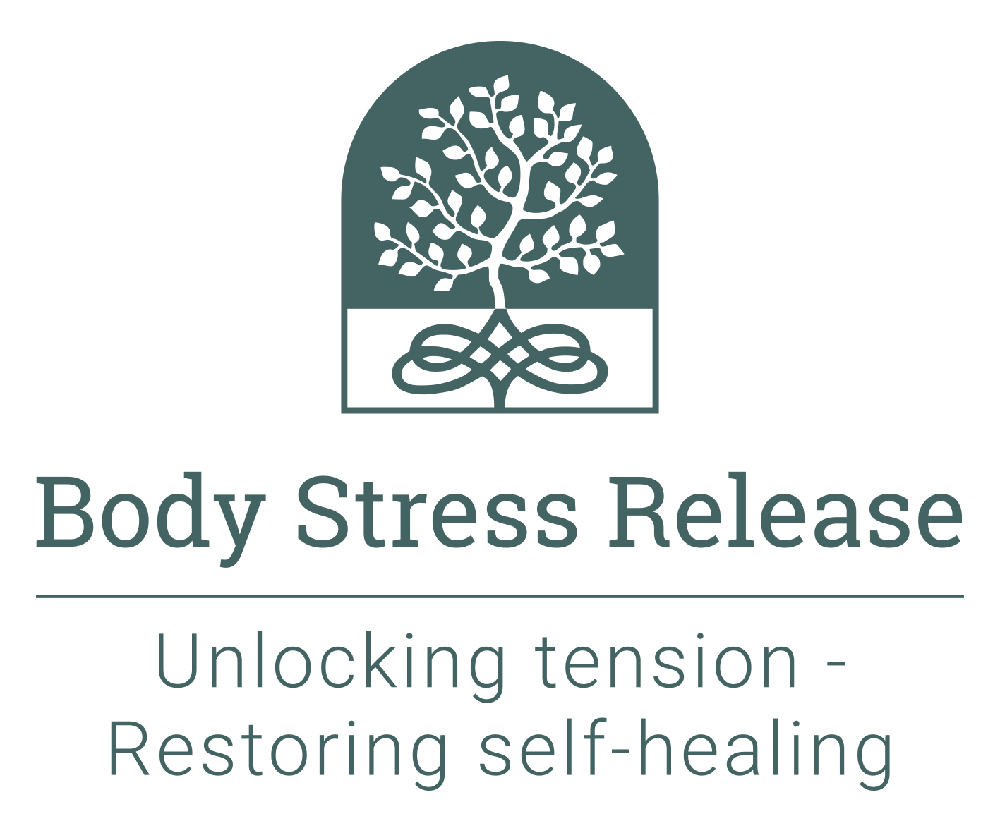 Body Stress Release
Unlocking tension -
Restoring self-healing